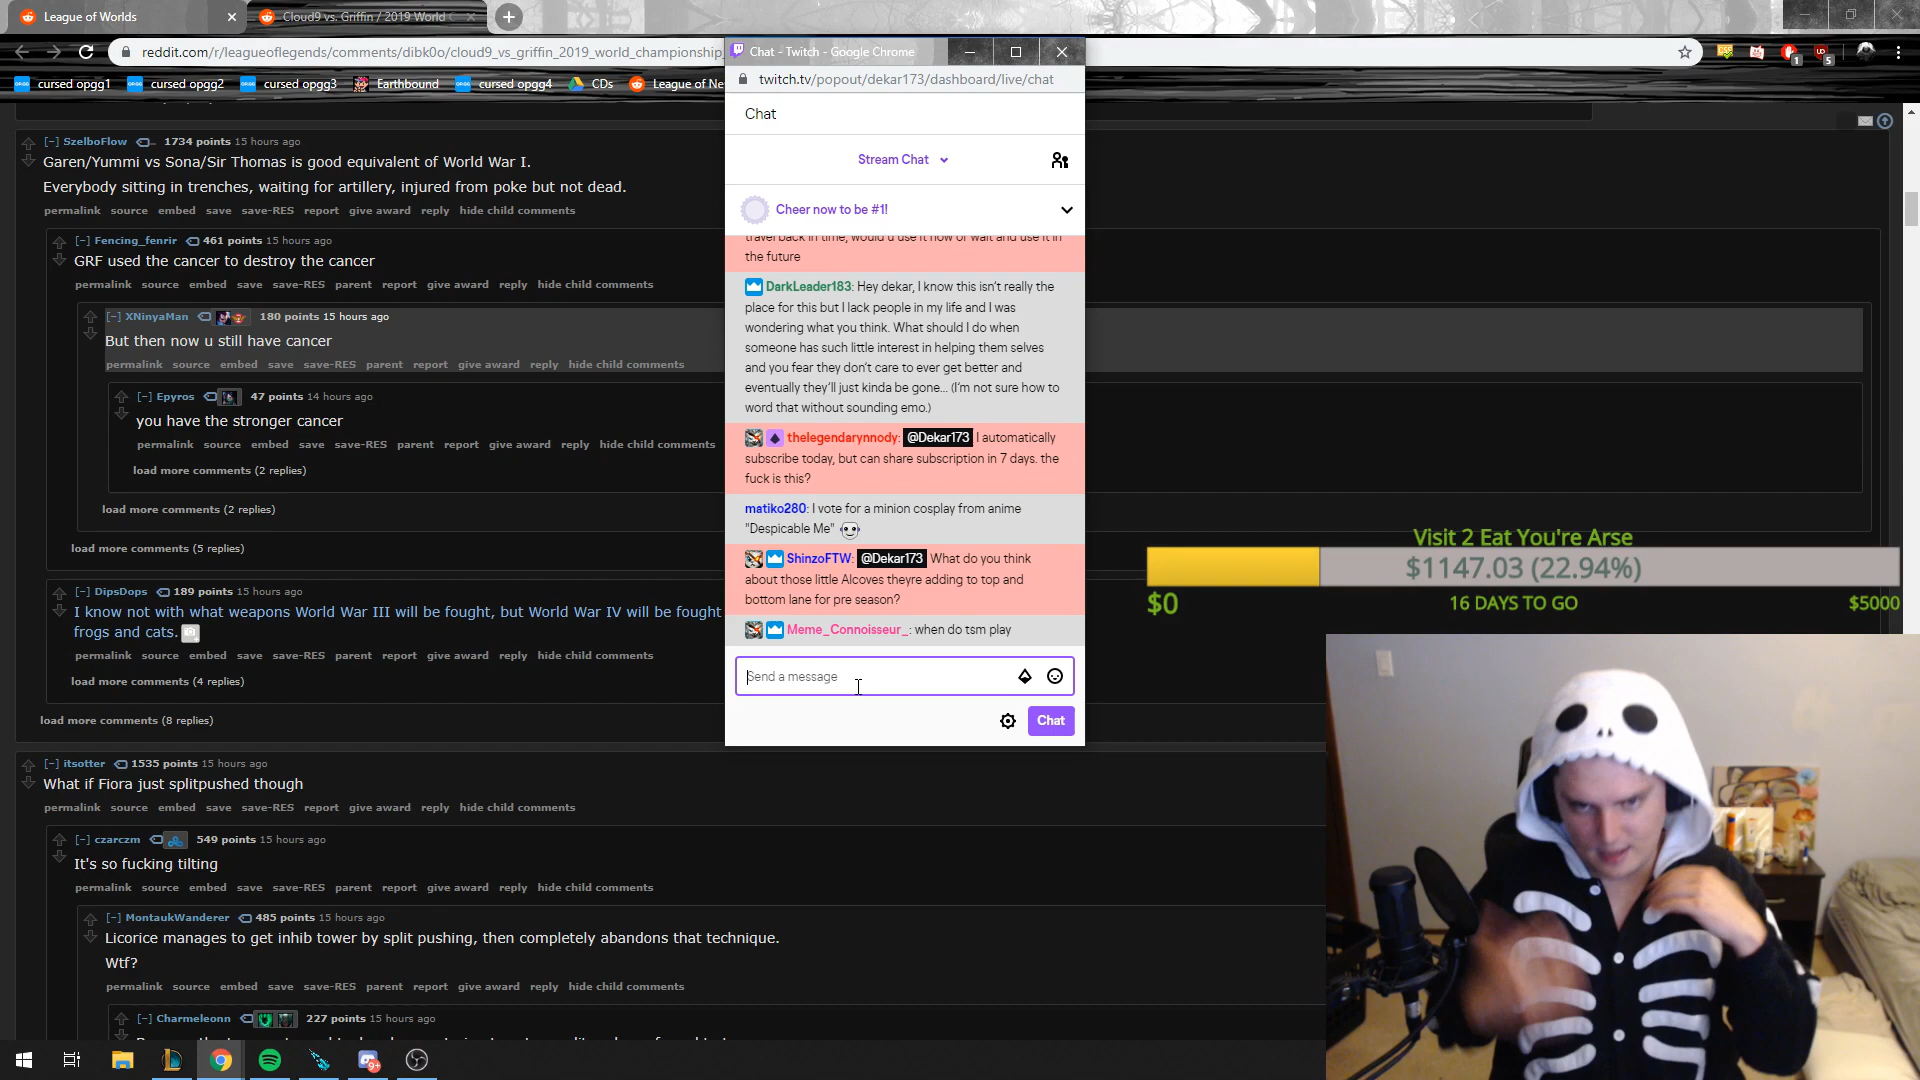 League of Worlds
Cloud9 vs. Griffin / 2019 World C
reddit.com/r/leagueoflegends/comments/dibk0o/cloud9_vs_griffin_2019_world_championship_
cursed opgg1
cursed opgg2
cursed opgg3
Earthbound
cursed opgg4
CDs
League of Ne
1
5
[-] SzelboFlow 1734 points 15 hours ago
Garen/Yummi vs Sona/Sir Thomas is good equivalent of World War I.
Everybody sitting in trenches, waiting for artillery, injured from poke but not dead.
permalink source embed save save-RES report give award reply hide child comments
[-] Fencing_fenrir 461 points 15 hours ago
GRF used the cancer to destroy the cancer
permalink source embed save save-RES parent report give award reply hide child comments
[-] XNinyaMan 180 points 15 hours ago
But then now u still have cancer
permalink source embed save save-RES parent report give award reply hide child comments
[-] Epyros 47 points 14 hours ago
you have the stronger cancer
permalink source embed save save-RES parent report give award reply hide child comments
load more comments (2 replies)
load more comments (2 replies)
load more comments (5 replies)
[-] DipsDops 189 points 15 hours ago
I know not with what weapons World War III will be fought, but World War IV will be fought
frogs and cats.
permalink source embed save save-RES parent report give award reply hide child comments
load more comments (4 replies)
load more comments (8 replies)
[-] itsotter 1535 points 15 hours ago
What if Fiora just splitpushed though
permalink source embed save save-RES report give award reply hide child comments
[-] czarczm 549 points 15 hours ago
It's so fucking tilting
permalink source embed save save-RES parent report give award reply hide child comments
[-] MontaukWanderer 485 points 15 hours ago
Licorice manages to get inhib tower by split pushing, then completely abandons that technique.
Wtf?
permalink source embed save save-RES parent report give award reply hide child comments
[-] Charmeleonn 227 points 15 hours ago
Chat - Twitch - Google Chrome
twitch.tv/popout/dekar173/dashboard/live/chat
Chat
Stream Chat
Cheer now to be #1!
travel back in time, would u use it now or wait and use it in
the future
DarkLeader183: Hey dekar, I know this isn't really the
place for this but I lack people in my life and I was
wondering what you think. What should I do when
someone has such little interest in helping them selves
and you fear they don't care to ever get better and
eventually they'll just kinda be gone... (I'm not sure how to
word that without sounding emo.)
thelegendarynnody: @Dekar173 I automatically
subscribe today, but can share subscription in 7 days. the
fuck is this?
matiko280: I vote for a minion cosplay from anime
"Despicable Me"
ShinzoFTW: @Dekar173 What do you think
about those little Alcoves theyre adding to top and
bottom lane for pre season?
Meme_Connoisseur_: when do tsm play
Send a message
Chat
Visit 2 Eat You're Arse
$1147.03 (22.94%)
$0 16 DAYS TO GO $5000
9+